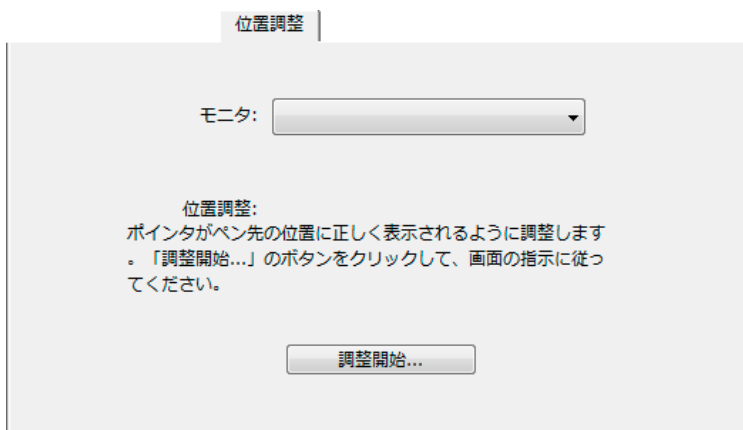 位置調整
モニタ:
位置調整:
ポインタがペン先の位置に正しく表示されるように調整します
。「調整開始...」のボタンをクリックして、画面の指示に従っ
てください。
調整開始...